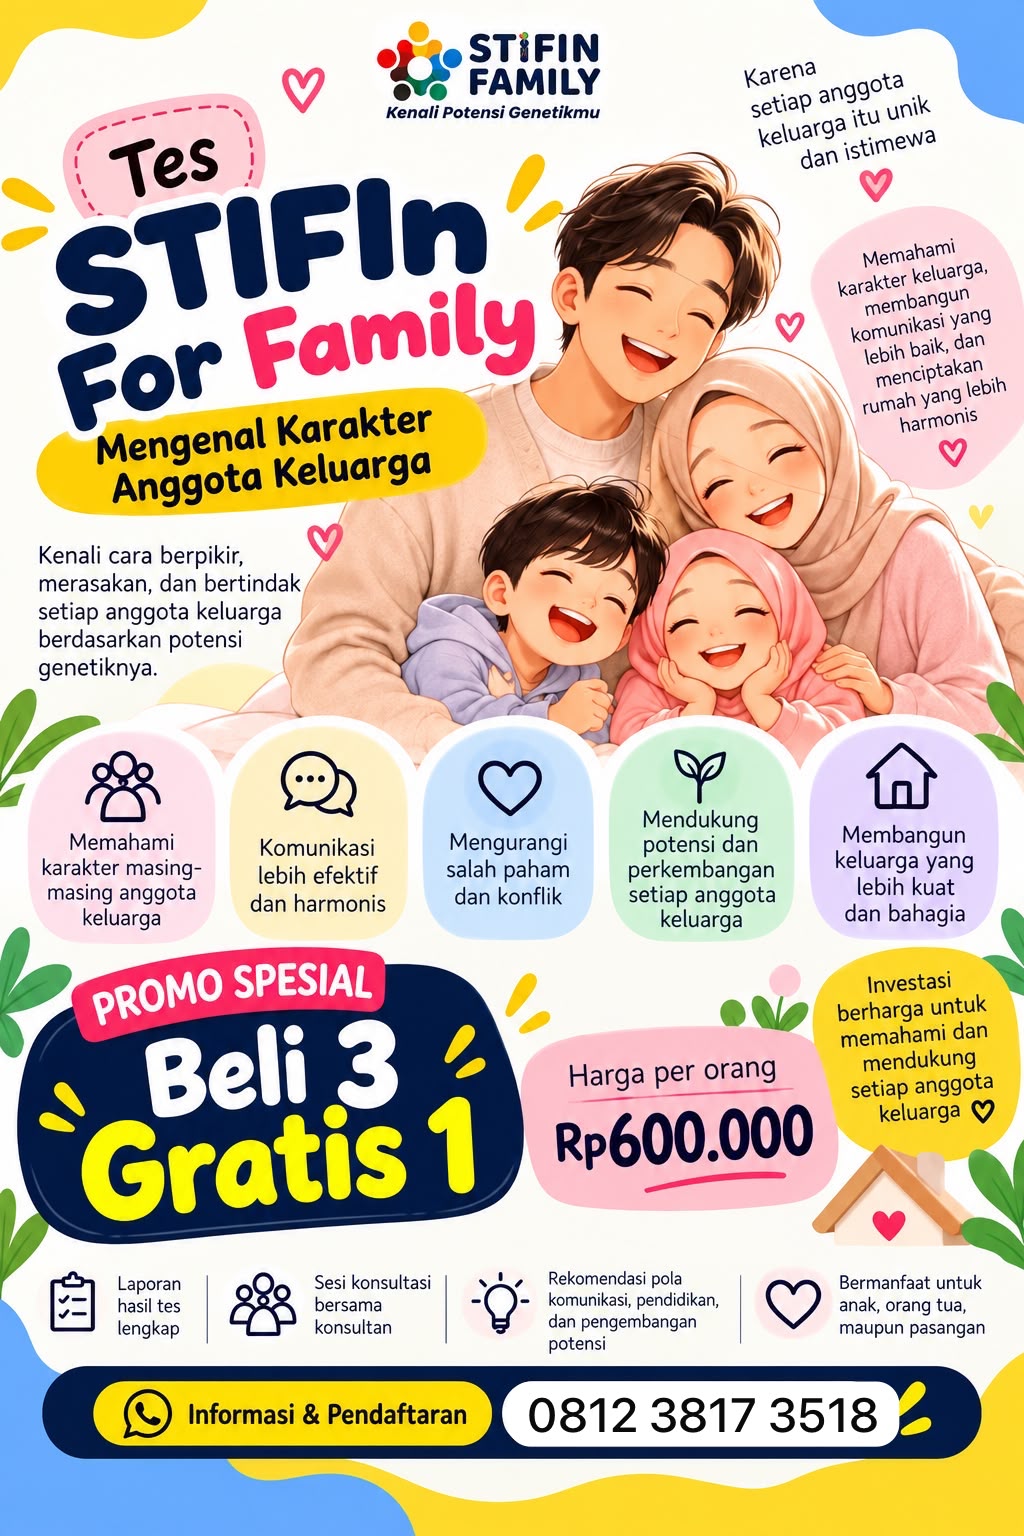 STIFIN
FAMILY
Kenali Potensi Genetikmu
Karena
setiap anggota
keluarga itu unik
dan istimewa
Tes
STIFIn
For Family
Mengenal Karakter
Anggota Keluarga
Memahami
karakter keluarga,
membangun
komunikasi yang
lebih baik, dan
menciptakan
rumah yang lebih
harmonis
Kenali cara berpikir,
merasakan, dan bertindak
setiap anggota keluarga
berdasarkan potensi
genetiknya.
Memahami
karakter masing-
masing anggota
keluarga
Komunikasi
lebih efektif
dan harmonis
Mengurangi
salah paham
dan konflik
Mendukung
potensi dan
perkembangan
setiap anggota
keluarga
Membangun
keluarga yang
lebih kuat
dan bahagia
PROMO SPESIAL
Beli 3
Gratis 1
Harga per orang
Rp600.000
Investasi
berharga untuk
memahami dan
mendukung
setiap anggota
keluarga
Laporan
hasil tes
lengkap
Sesi konsultasi
bersama
konsultan
Rekomendasi pola
komunikasi, pendidikan,
dan pengembangan
potensi
Bermanfaat untuk
anak, orang tua,
maupun pasangan
Informasi & Pendaftaran
0812 3817 3518